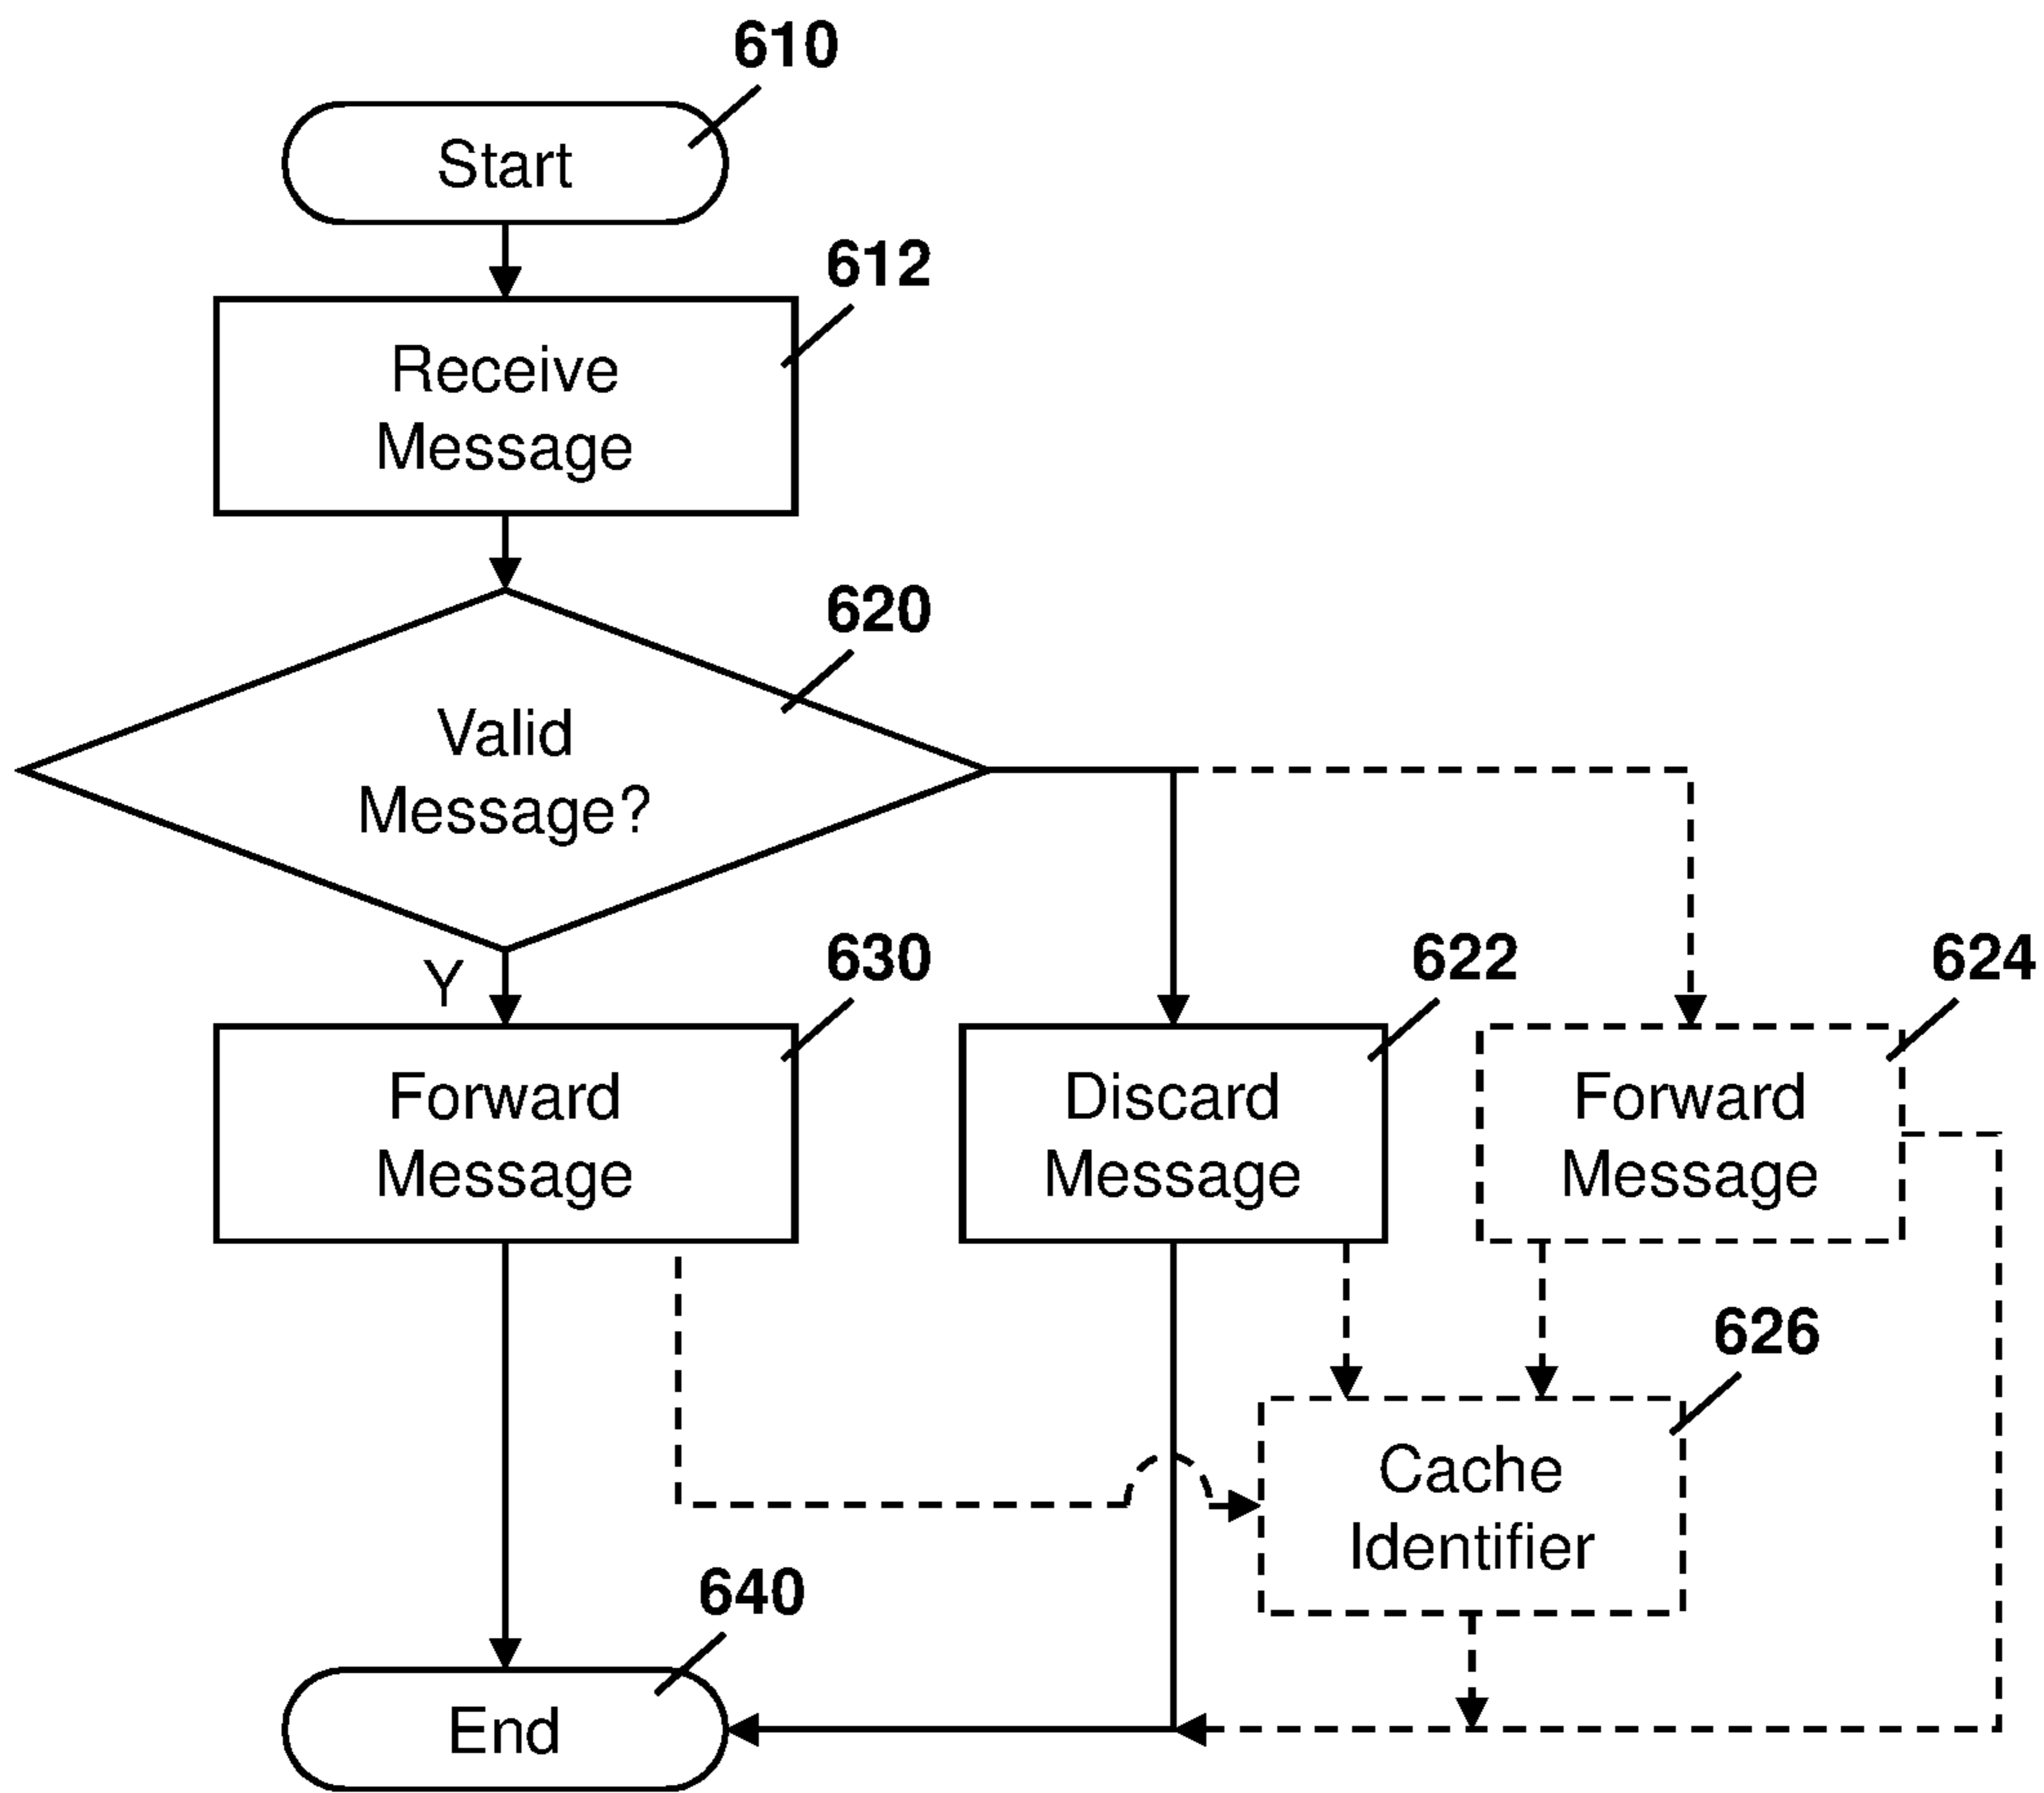 610
Start
612
Receive
Message
620
Valid
Message?
Y
630
622
624
Forward
Message
Discard
Message
Forward
Message
626
Cache
Identifier
640
End